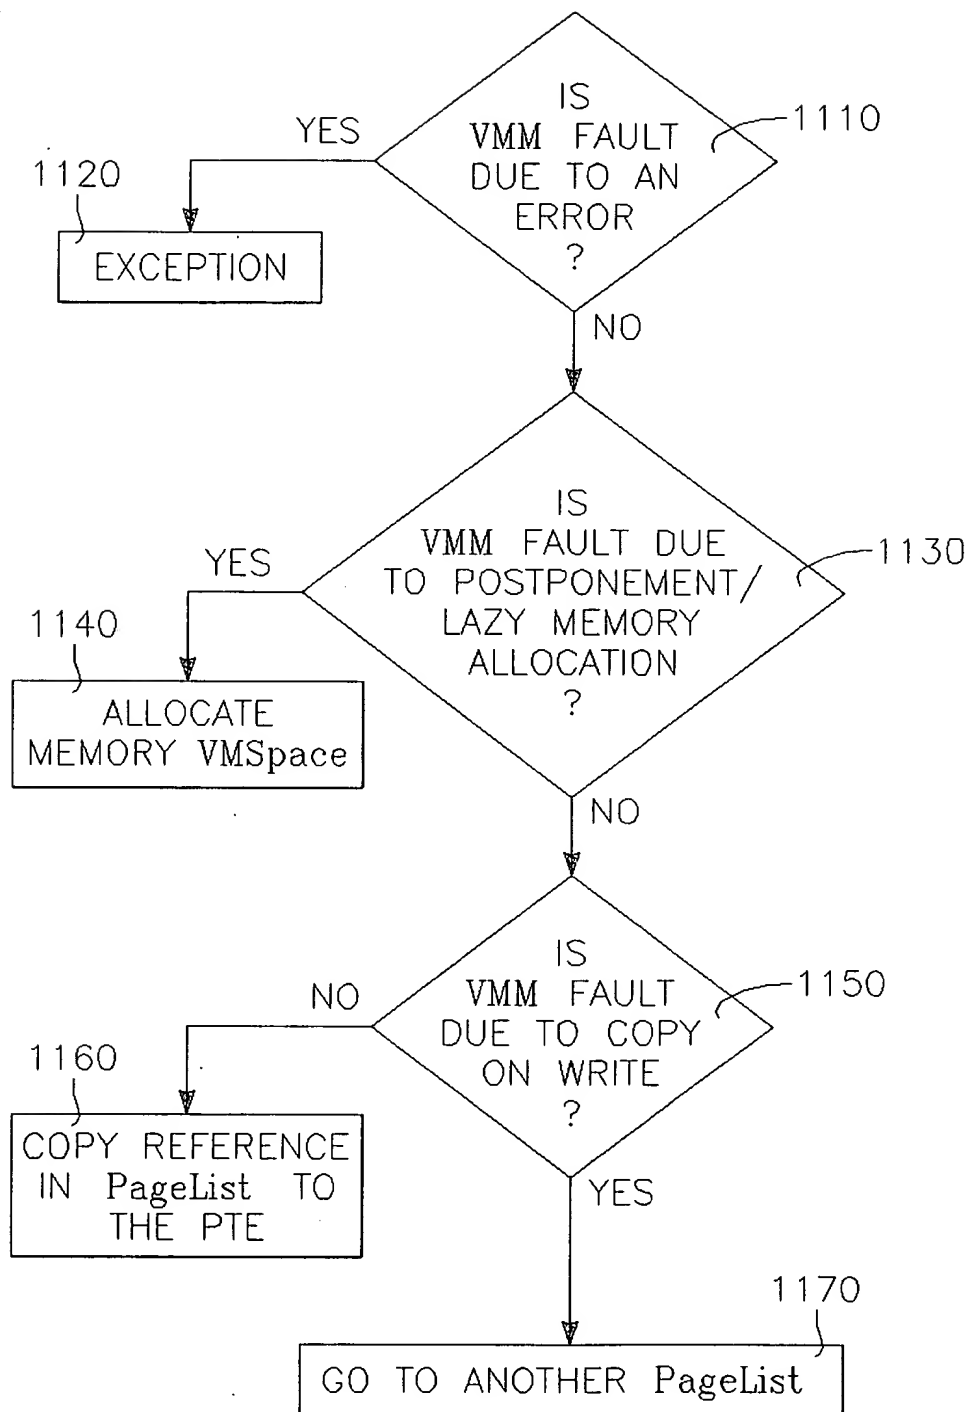 IS
VMM FAULT
DUE TO AN
ERROR
?
1110
YES
1120
EXCEPTION
NO
IS
VMM FAULT DUE
TO POSTPONEMENT/
LAZY MEMORY
ALLOCATION
?
1130
YES
1140
ALLOCATE
MEMORY VMSpace
NO
IS
VMM FAULT
DUE TO COPY
ON WRITE
?
1150
NO
1160
COPY REFERENCE
IN PageList TO
THE PTE
YES
1170
GO TO ANOTHER PageList